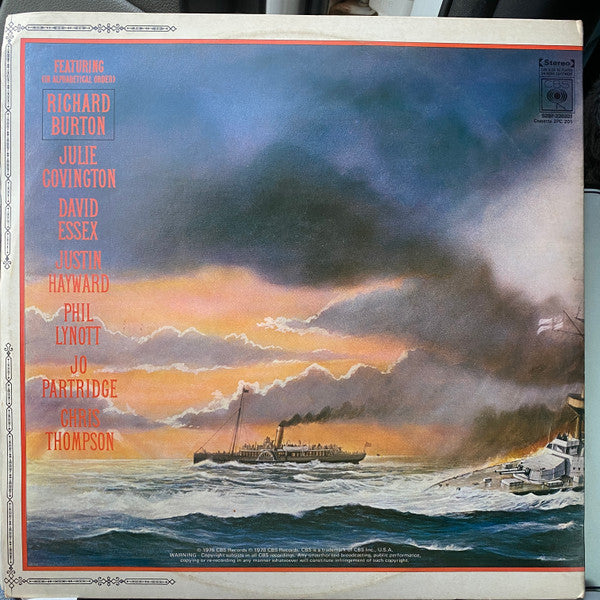 FEATURING
(IN ALPHABETICAL ORDER)
RICHARD
BURTON
JULIE
COVINGTON
DAVID
ESSEX
JUSTIN
HAYWARD
PHIL
LYNOTT
JO
PARTRIDGE
CHRIS
THOMPSON
Stereo
© 1978 CBS Records ℗ 1978 CBS Records. CBS is a trademark of CBS Inc., U.S.A.
WARNING - Copyright subsists in all CBS recordings. Any unauthorised broadcasting, public performance,
copying or re-recording in any manner whatsoever will constitute infringement of such copyright.